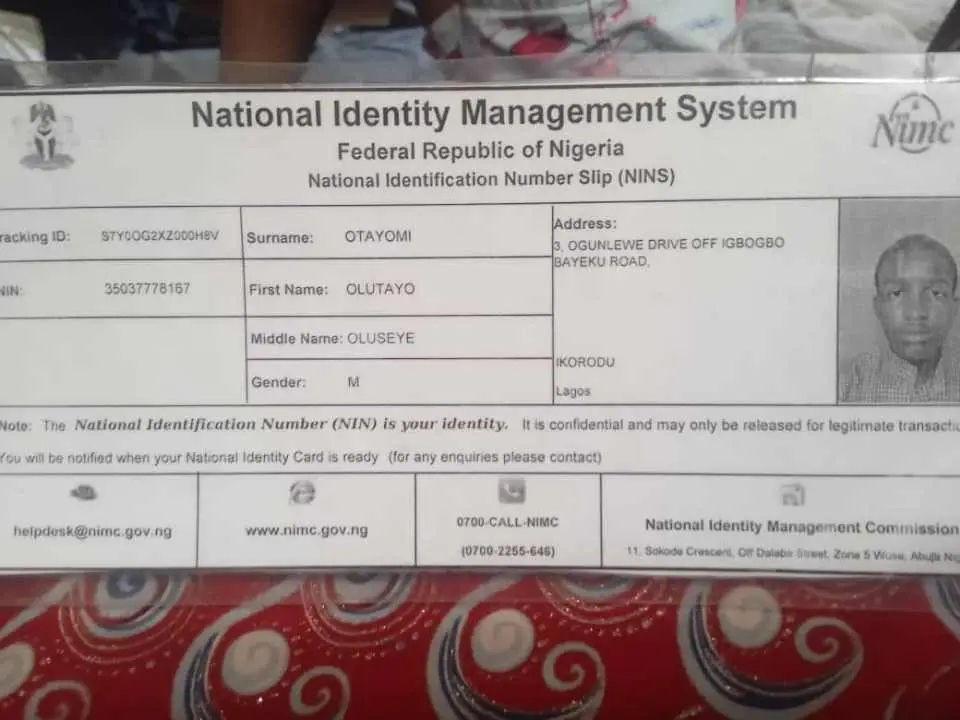 National Identity Management System
Federal Republic of Nigeria
National Identification Number Slip (NINS)
Nimc
racking ID: S7Y0OG2XZ000H8V
Surname: OTAYOMI
Address:
3, OGUNLEWE DRIVE OFF IGBOGBO
BAYEKU ROAD,
NIN: 35037778167
First Name: OLUTAYO
Middle Name: OLUSEYE
Gender: M
IKORODU
Lagos
Note: The National Identification Number (NIN) is your identity. It is confidential and may only be released for legitimate transactio
You will be notified when your National Identity Card is ready (for any enquiries please contact)
helpdesk@nimc.gov.ng
www.nimc.gov.ng
0700-CALL-NIMC
(0700-2255-646)
National Identity Management Commission
11, Sokode Crescent, Off Dalaba Street, Zone 5 Wuse, Abuja Nig